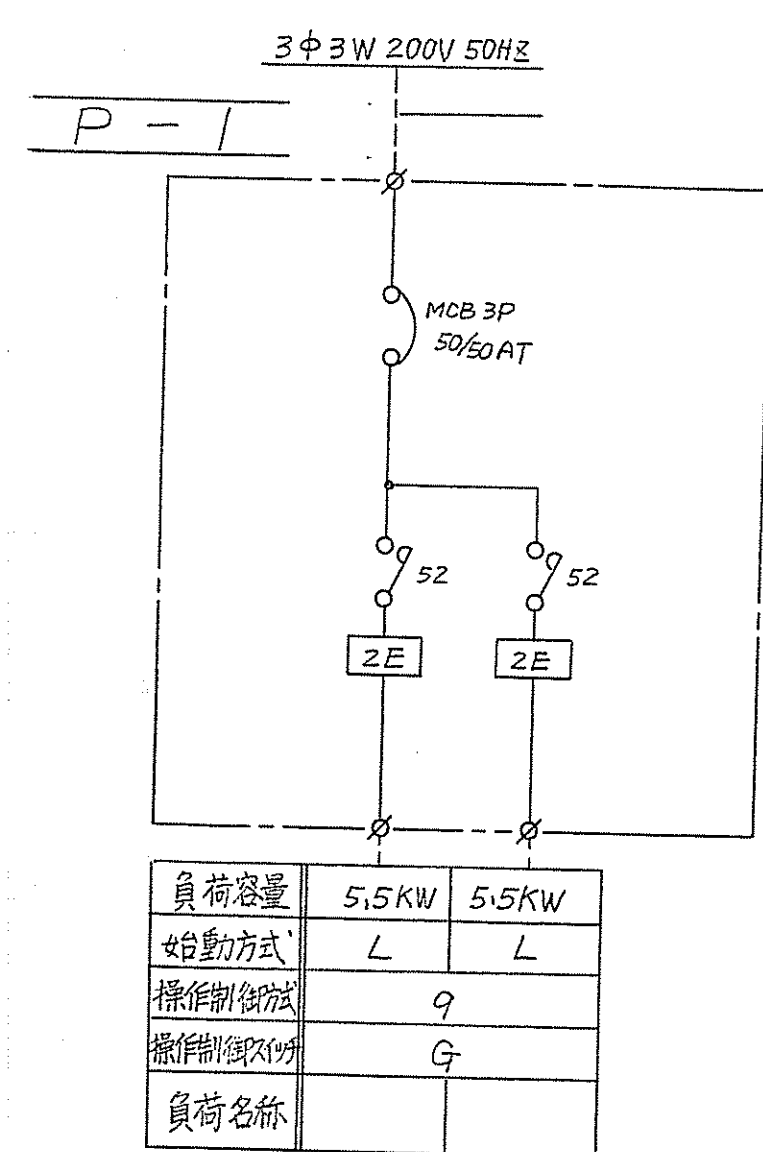 3φ3W 200V 50HZ
P-1
MCB 3P
50/50AT
52
52
2E
2E
負荷容量 5.5KW 5.5KW
始動方式 L L
操作制御方式 9
操作制御スイッチ G
負荷名称